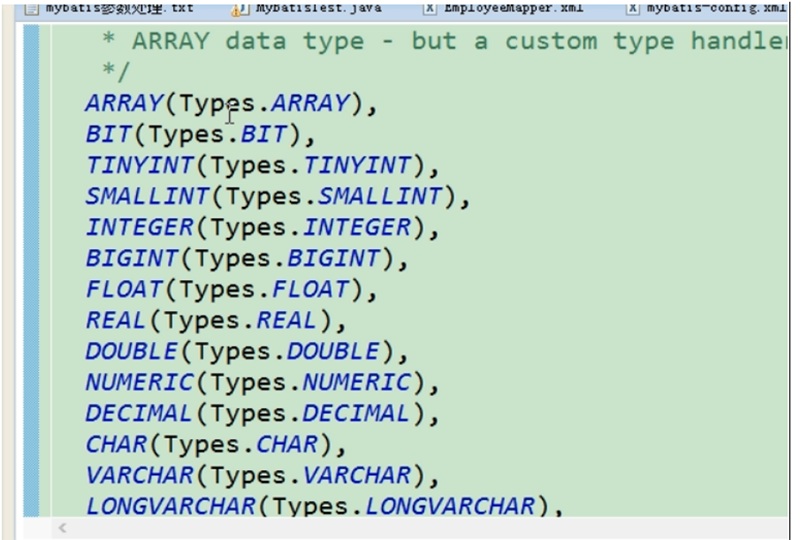 mybatis参数处理.txt MybatisTest.java EmployeeMapper.xml mybatis-config.xml
* ARRAY data type - but a custom type handle
*/
ARRAY(Types.ARRAY),
BIT(Types.BIT),
TINYINT(Types.TINYINT),
SMALLINT(Types.SMALLINT),
INTEGER(Types.INTEGER),
BIGINT(Types.BIGINT),
FLOAT(Types.FLOAT),
REAL(Types.REAL),
DOUBLE(Types.DOUBLE),
NUMERIC(Types.NUMERIC),
DECIMAL(Types.DECIMAL),
CHAR(Types.CHAR),
VARCHAR(Types.VARCHAR),
LONGVARCHAR(Types.LONGVARCHAR),